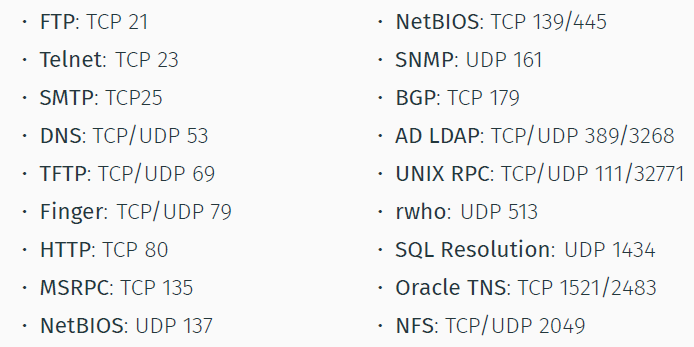 · FTP: TCP 21
· Telnet: TCP 23
· SMTP: TCP25
· DNS: TCP/UDP 53
· TFTP: TCP/UDP 69
· Finger: TCP/UDP 79
· HTTP: TCP 80
· MSRPC: TCP 135
· NetBIOS: UDP 137
· NetBIOS: TCP 139/445
· SNMP: UDP 161
· BGP: TCP 179
· AD LDAP: TCP/UDP 389/3268
· UNIX RPC: TCP/UDP 111/32771
· rwho: UDP 513
· SQL Resolution: UDP 1434
· Oracle TNS: TCP 1521/2483
· NFS: TCP/UDP 2049